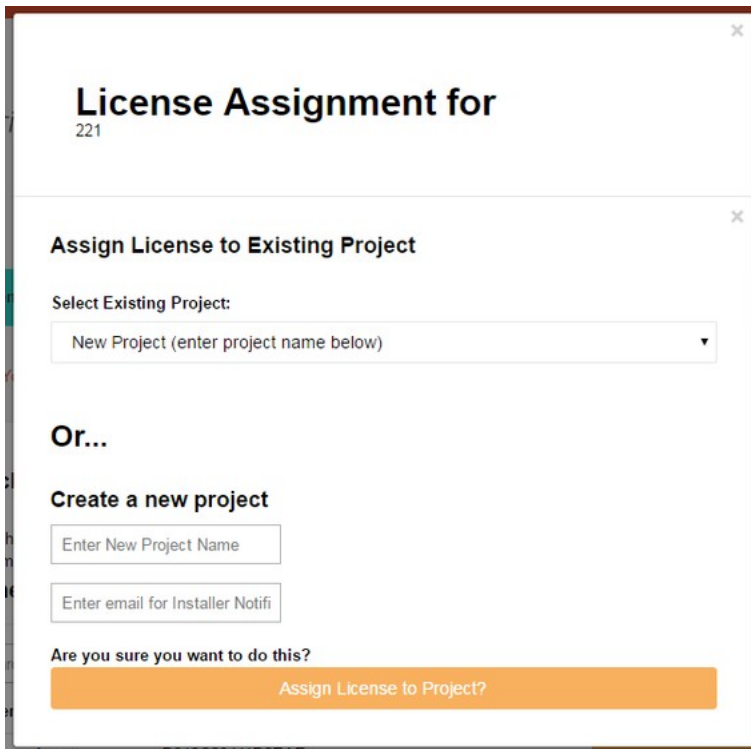 ×
License Assignment for
221
×
Assign License to Existing Project
Select Existing Project:
New Project (enter project name below)
Or...
Create a new project
Enter New Project Name
Enter email for Installer Notifi
Are you sure you want to do this?
Assign License to Project?